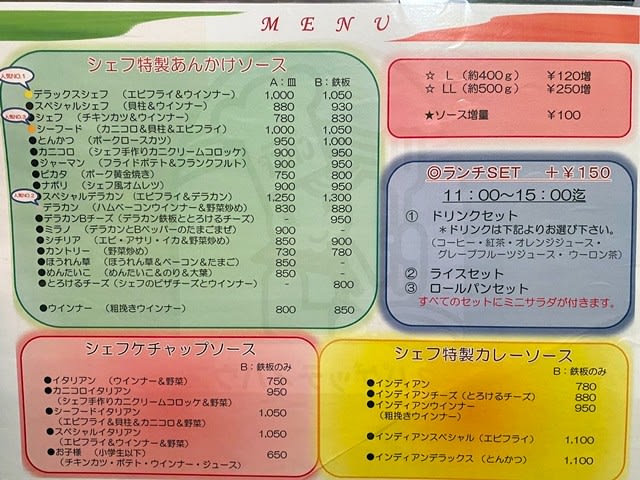 MENU
シェフ特製あんかけソース
A：皿 B：鉄板
人気NO.1
●デラックスシェフ （エビフライ＆ウインナー） 1,000 1,050
●スペシャルシェフ （貝柱＆ウインナー） 880 930
人気NO.3
●シェフ （チキンカツ＆ウインナー） 780 830
●シーフード （カニコロ＆貝柱＆エビフライ） 1,000 1,050
●とんかつ （ポークロースカツ） 900 950
●カニコロ （シェフ手作りカニクリームコロッケ） 900 950
●ジャーマン （フライドポテト＆フランクフルト） 900 950
●ピカタ （ポーク黄金焼き） 750 800
●ナポリ （シェフ風オムレツ） 900 950
人気NO.2
●スペシャルデラカン （エビフライ＆デラカン） 1,250 1,300
デラカン （ハムベーコンウインナー＆野菜炒め） 830 880
●デラカンBチーズ （デラカン鉄板ととろけるチーズ） - 950
●ミラノ （デラカンとBペッパーのたまごまぜ） 900 -
●シチリア （エビ・アサリ・イカ＆野菜炒め） 850 900
●カントリー （野菜炒め） 730 780
●ほうれん草 （ほうれん草＆ベーコン＆たまご） 850 -
●めんたいこ （めんたいこ＆のり＆大葉） 850 -
●とろけるチーズ （シェフのピザチーズとウインナー） - 800
●ウインナー （粗挽きウインナー） 800 850
☆ L（約400g） ￥120増
☆ LL（約500g） ￥250増
★ソース増量 ￥100
◎ランチSET ＋￥150
11：00～15：00迄
① ドリンクセット
＊ドリンクは下記よりお選び下さい。
（コーヒー・紅茶・オレンジジュース・
グレープフルーツジュース・ ウーロン茶）
② ライスセット
③ ロールパンセット
すべてのセットにミニサラダが付きます。
シェフケチャップソース
B：鉄板のみ
●イタリアン （ウインナー＆野菜） 750
●カニコロイタリアン 950
（シェフ手作りカニクリームコロッケ＆野菜）
●シーフードイタリアン 1,050
（エビフライ＆貝柱＆カニコロ＆野菜）
●スペシャルイタリアン 1,050
（エビフライ＆ウインナー＆野菜）
●お子様 （小学生以下） 650
（チキンカツ・ポテト・ウインナー・ジュース）
シェフ特製カレーソース
B：鉄板のみ
●インディアン 780
●インディアンチーズ（とろけるチーズ） 880
●インディアンウインナー 950
（粗挽きウインナー）
●インディアンスペシャル（エビフライ） 1,100
●インディアンデラックス（とんかつ） 1,100